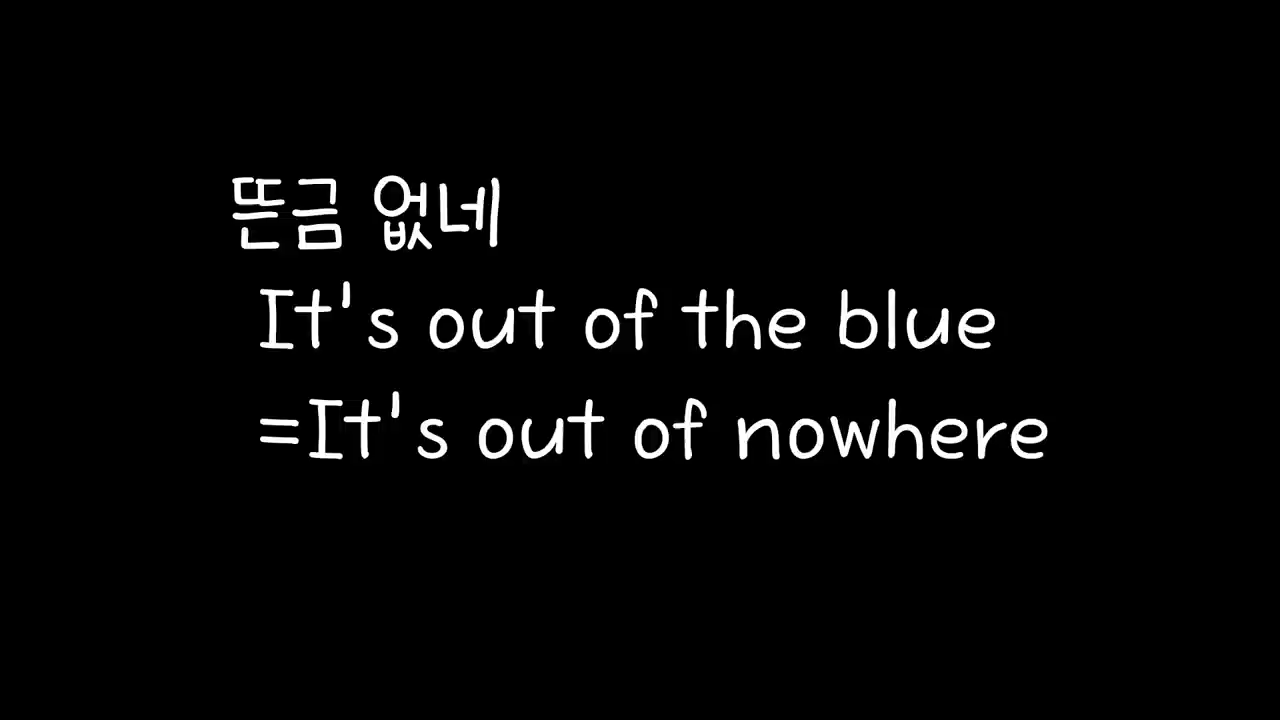 뜬금 없네
It's out of the blue
=It's out of nowhere